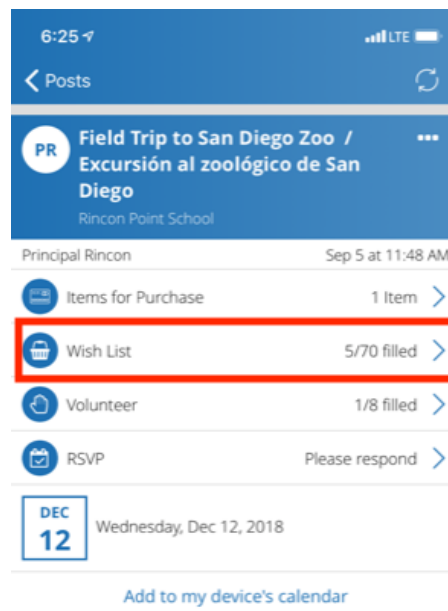 6:25
LTE
Posts
PR
Field Trip to San Diego Zoo /
Excursión al zoológico de San
Diego
Rincon Point School
Principal Rincon Sep 5 at 11:48 AM
Items for Purchase 1 Item
Wish List 5/70 filled
Volunteer 1/8 filled
RSVP Please respond
DEC
12
Wednesday, Dec 12, 2018
Add to my device's calendar